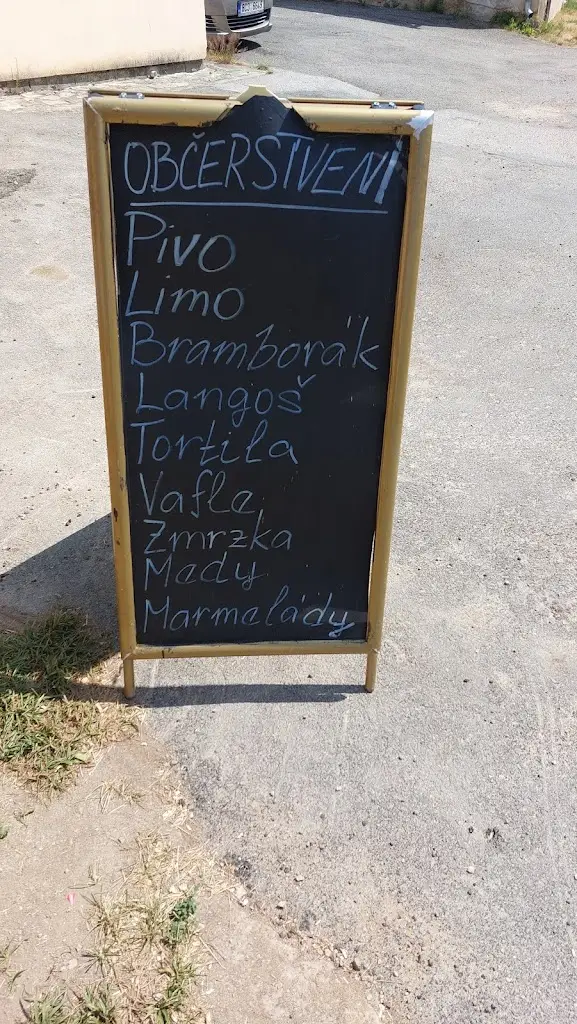 OBČERSTVENÍ
Pivo
Limo
Bramborák
Langoš
Tortila
Vafle
Zmrzka
Medy
Marmelády